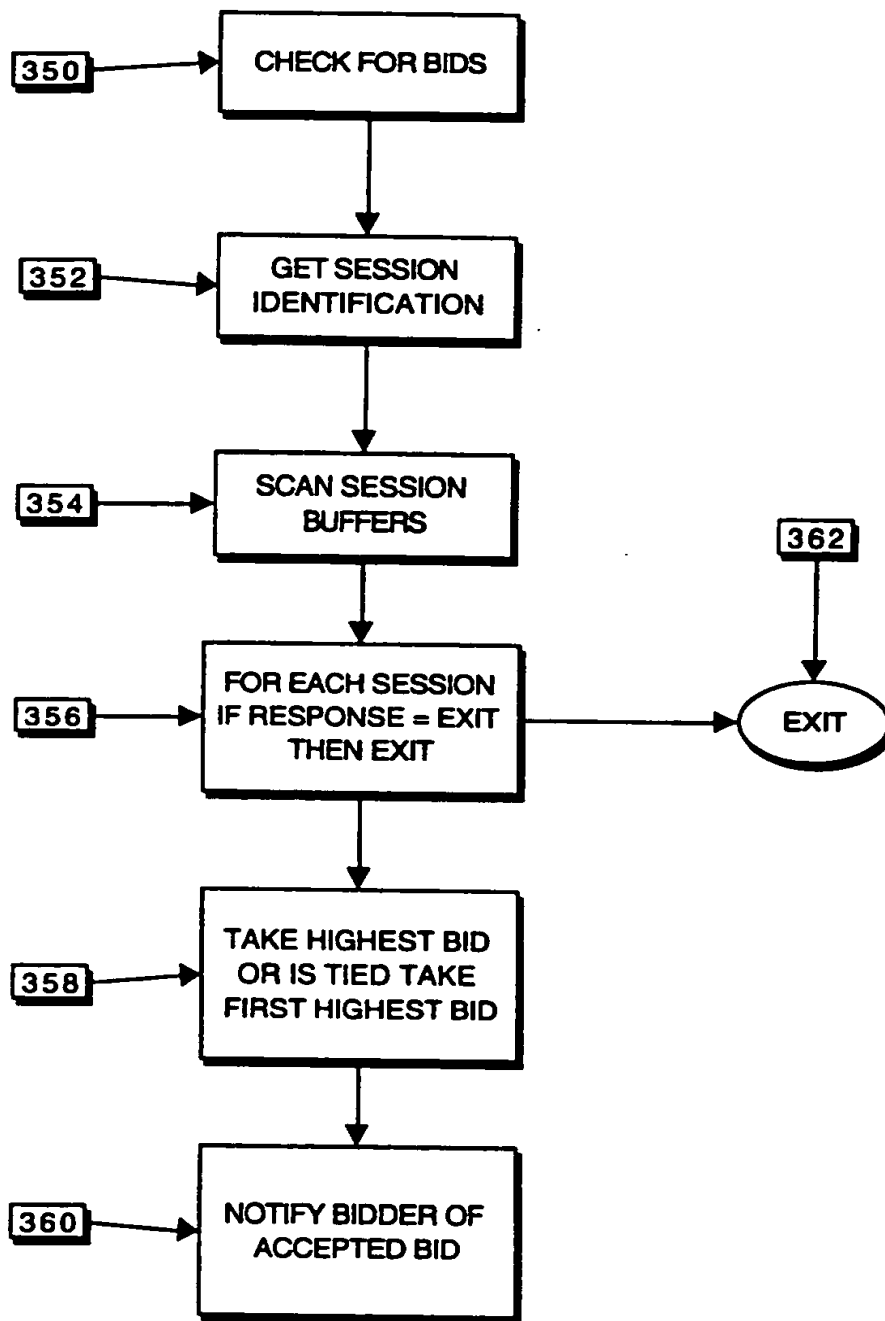 350
CHECK FOR BIDS
352
GET SESSION
IDENTIFICATION
354
SCAN SESSION
BUFFERS
362
356
FOR EACH SESSION
IF RESPONSE = EXIT
THEN EXIT
EXIT
358
TAKE HIGHEST BID
OR IS TIED TAKE
FIRST HIGHEST BID
360
NOTIFY BIDDER OF
ACCEPTED BID